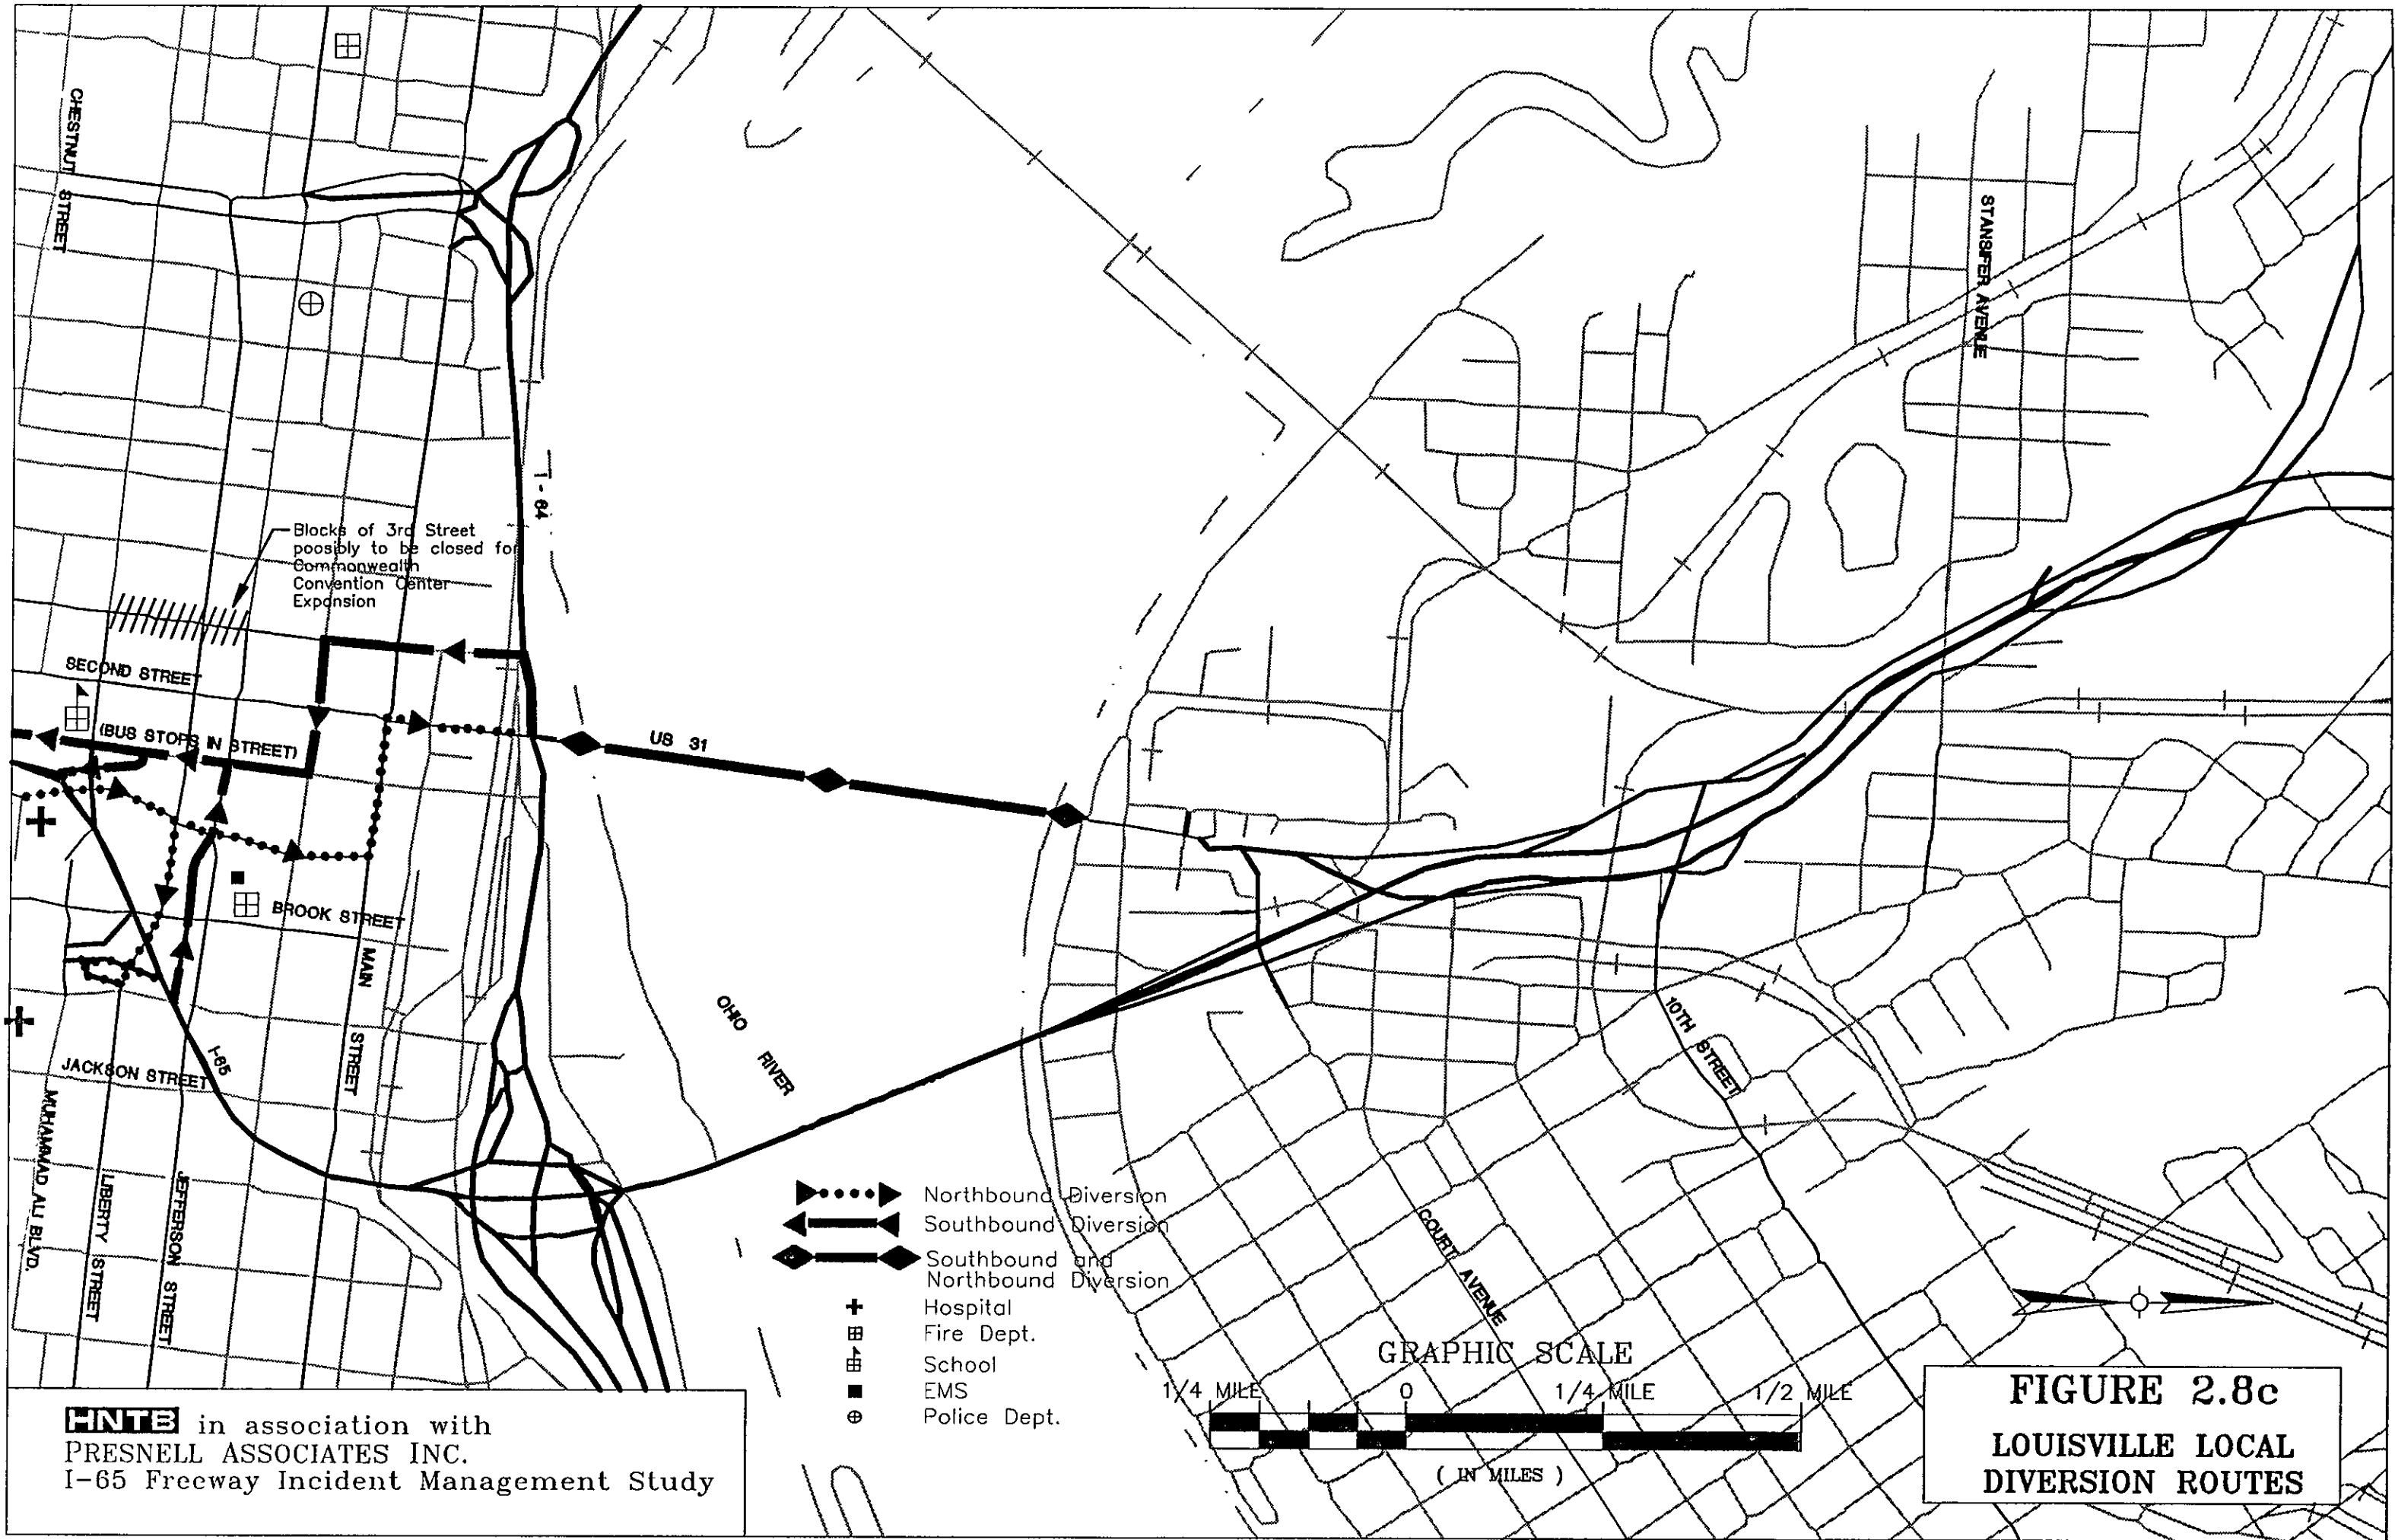 CHESTNUT STREET
STANSIFER AVENUE
I-64
Blocks of 3rd Street
poosibly to be closed for
Commonwealth
Convention Center
Expansion
SECOND STREET
(BUS STOPS IN STREET)
US 31
BROOK STREET
MAIN STREET
OHIO RIVER
10TH STREET
I-65
JACKSON STREET
MUHAMMAD ALI BLVD.
LIBERTY STREET
JEFFERSON STREET
COURT AVENUE
Northbound Diversion
Southbound Diversion
Southbound and
Northbound Diversion
Hospital
Fire Dept.
School
EMS
Police Dept.
GRAPHIC SCALE
1/4 MILE 0 1/4 MILE 1/2 MILE
( IN MILES )
HNTB in association with
PRESNELL ASSOCIATES INC.
I-65 Freeway Incident Management Study
FIGURE 2.8c
LOUISVILLE LOCAL
DIVERSION ROUTES